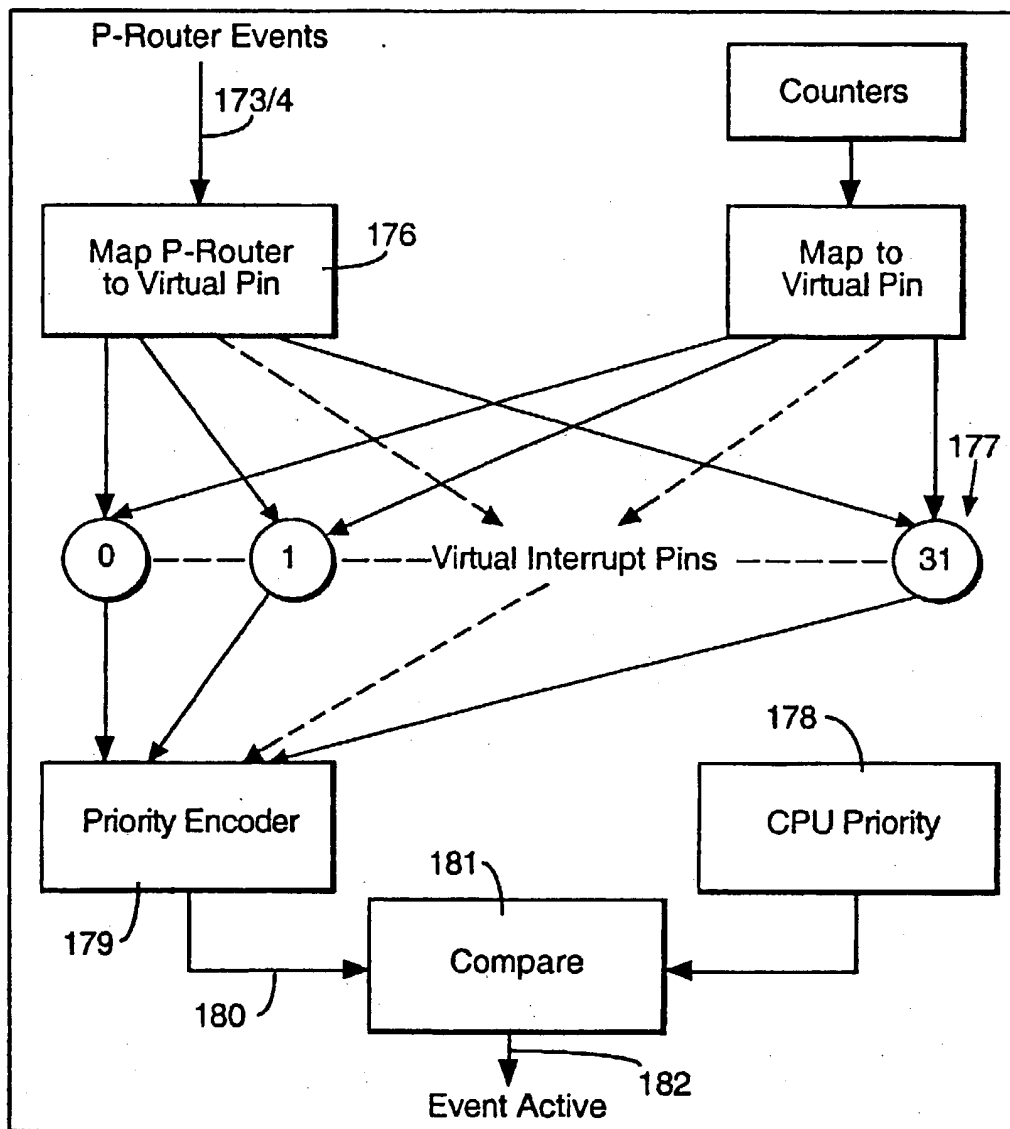 P-Router Events
173/4
Counters
Map P-Router
to Virtual Pin
176
Map to
Virtual Pin
177
0
1
Virtual Interrupt Pins
31
178
Priority Encoder
CPU Priority
181
179
Compare
180
182
Event Active